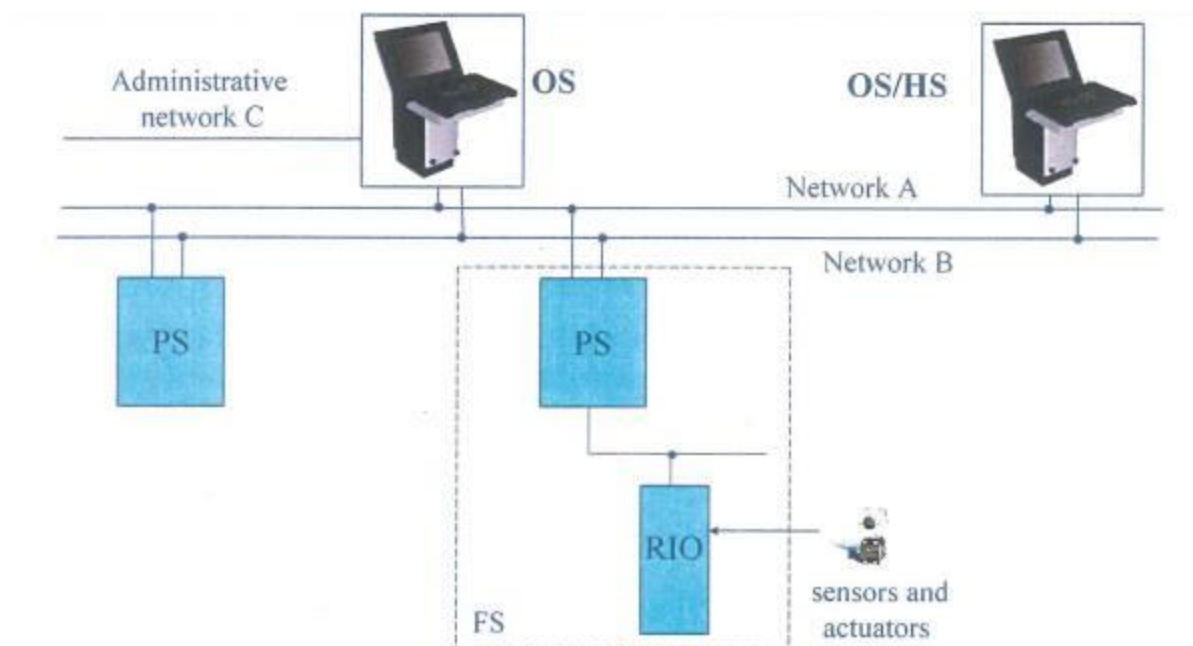 Administrative
network C
OS
OS/HS
Network A
Network B
PS
PS
RIO
FS
sensors and
actuators